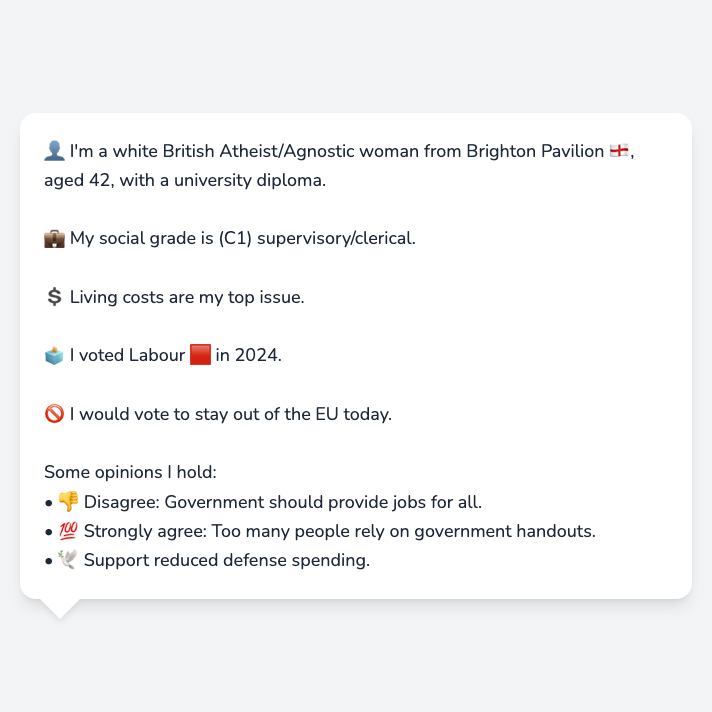 👤 I'm a white British Atheist/Agnostic woman from Brighton Pavilion 🏴󠁧󠁢󠁥󠁮󠁧󠁿,
aged 42, with a university diploma.
💼 My social grade is (C1) supervisory/clerical.
💲 Living costs are my top issue.
🗳️ I voted Labour 🟥 in 2024.
🚫 I would vote to stay out of the EU today.
Some opinions I hold:
• 👎 Disagree: Government should provide jobs for all.
• 💯 Strongly agree: Too many people rely on government handouts.
• 🕊️ Support reduced defense spending.